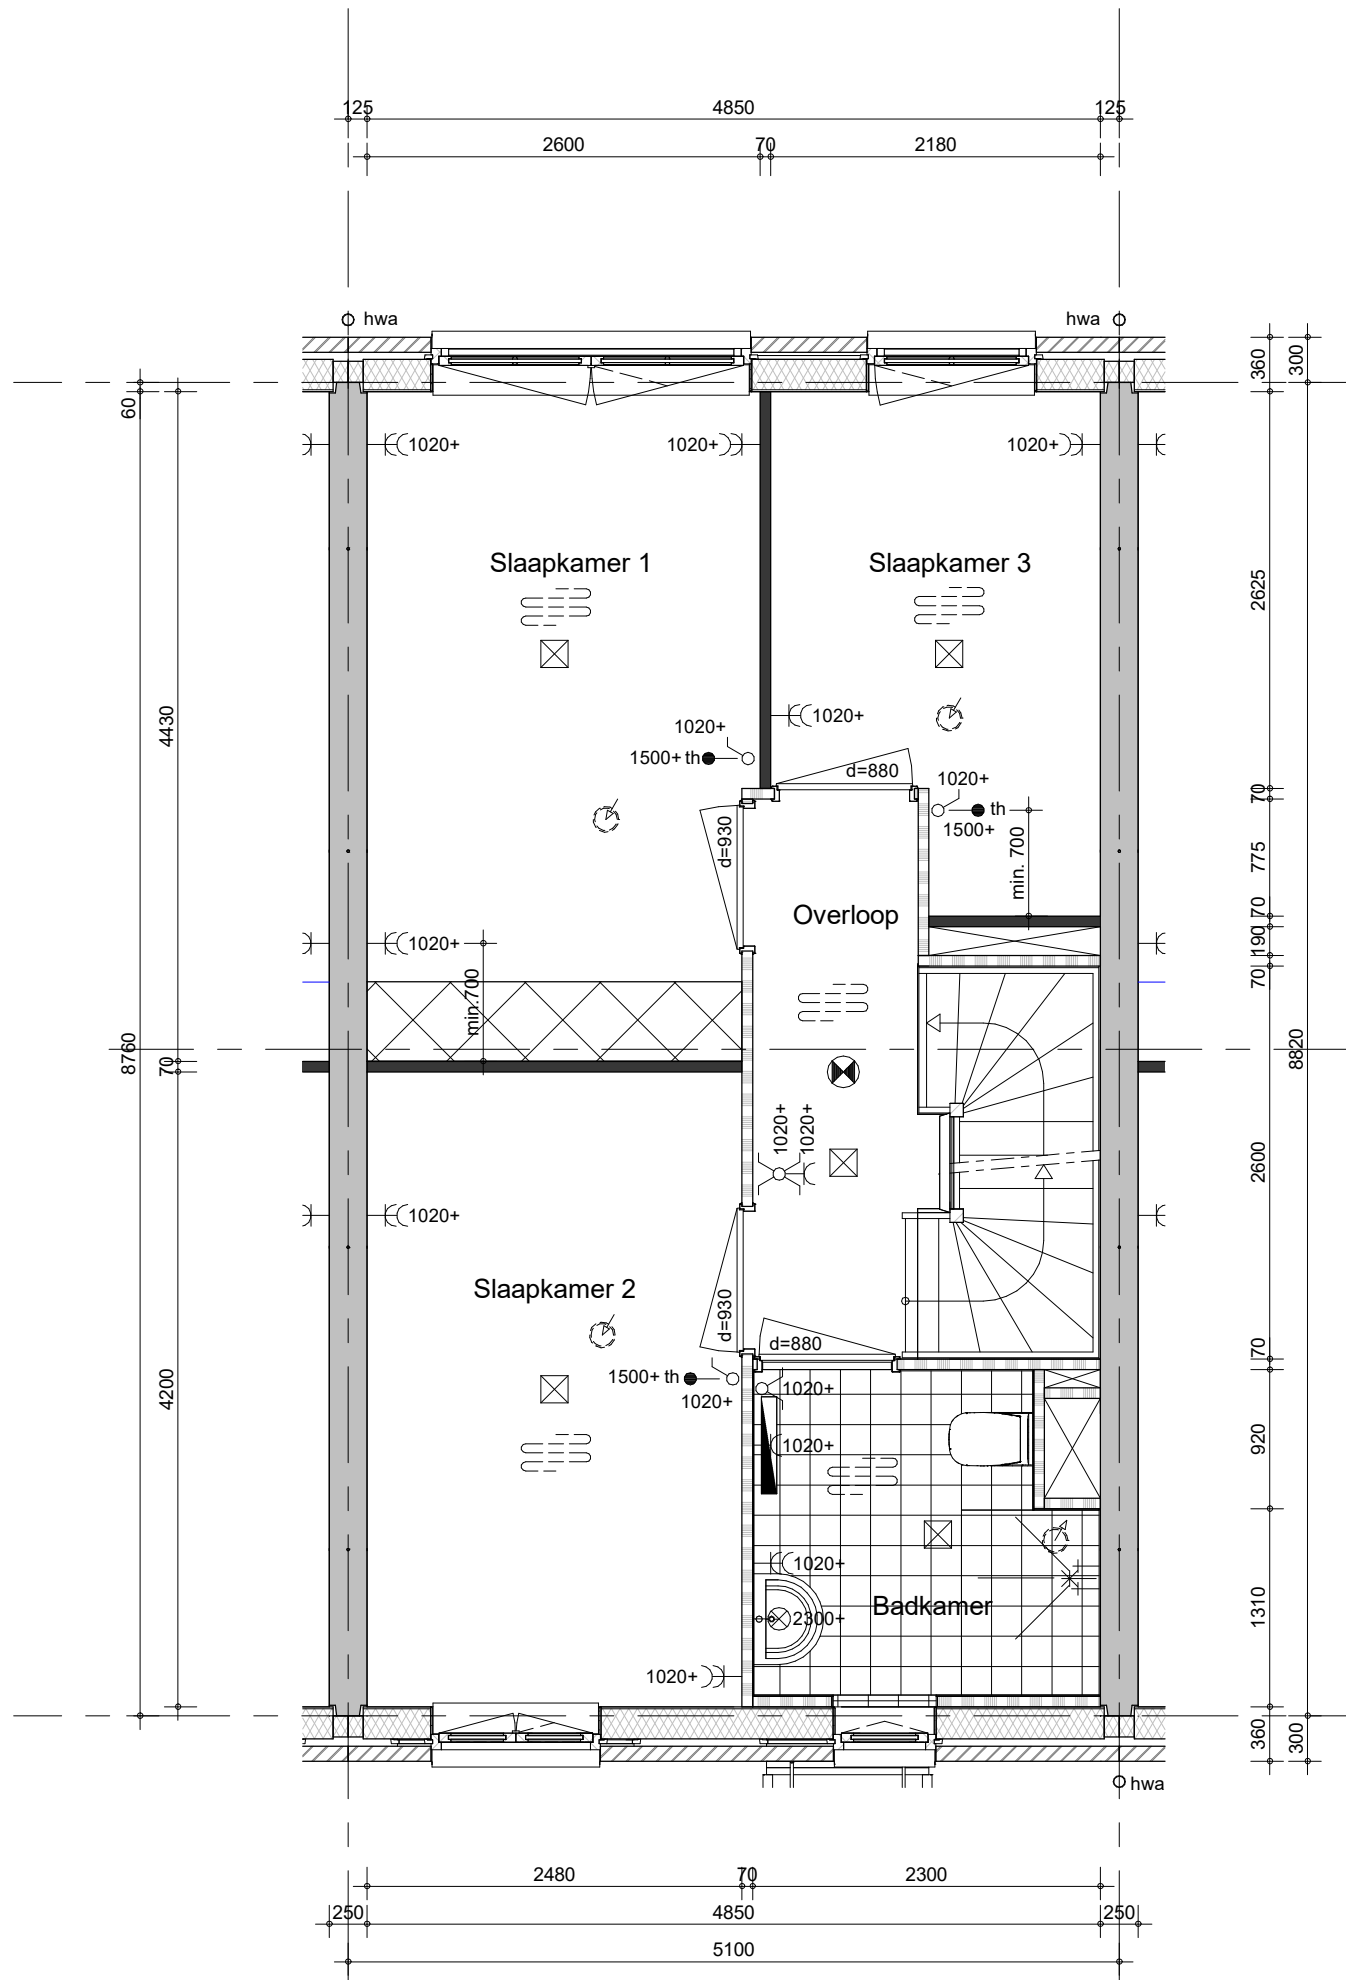 125
4850
125
2600
70
2180
hwa
hwa
360
300
60
1020+
1020+
1020+
Slaapkamer 1
Slaapkamer 3
2625
4430
1020+
1020+
1500+ th
d=880
1020+
th
1500+
70
d=930
min. 700
775
Overloop
70
1020+
190
min.700
70
8760
70
8820
1020+
1020+
2600
1020+
Slaapkamer 2
d=930
d=880
70
1500+ th
1020+
1020+
4200
1020+
920
1020+
Badkamer
2300+
1310
1020+
360
300
hwa
2480
70
2300
250
4850
250
5100